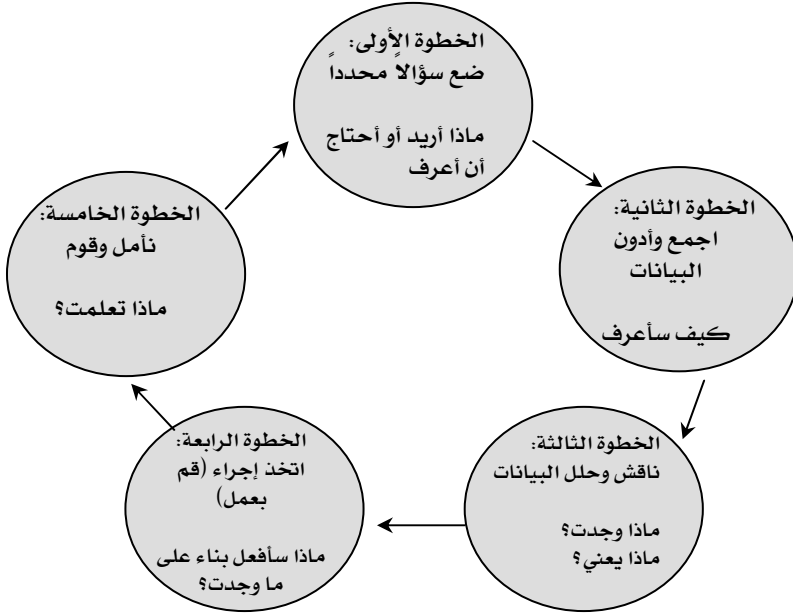 الخطوة الأولى:
ضع سؤالاً محدداً
ماذا أريد أو أحتاج
أن أعرف
الخطوة الثانية:
اجمع وأدون
البيانات
كيف سأعرف
الخطوة الثالثة:
ناقش وحلل البيانات
ماذا وجدت؟
ماذا يعني؟
الخطوة الرابعة:
اتخذ إجراء (قم
بعمل)
ماذا سأفعل بناء على
ما وجدت؟
الخطوة الخامسة:
نأمل وقوم
ماذا تعلمت؟